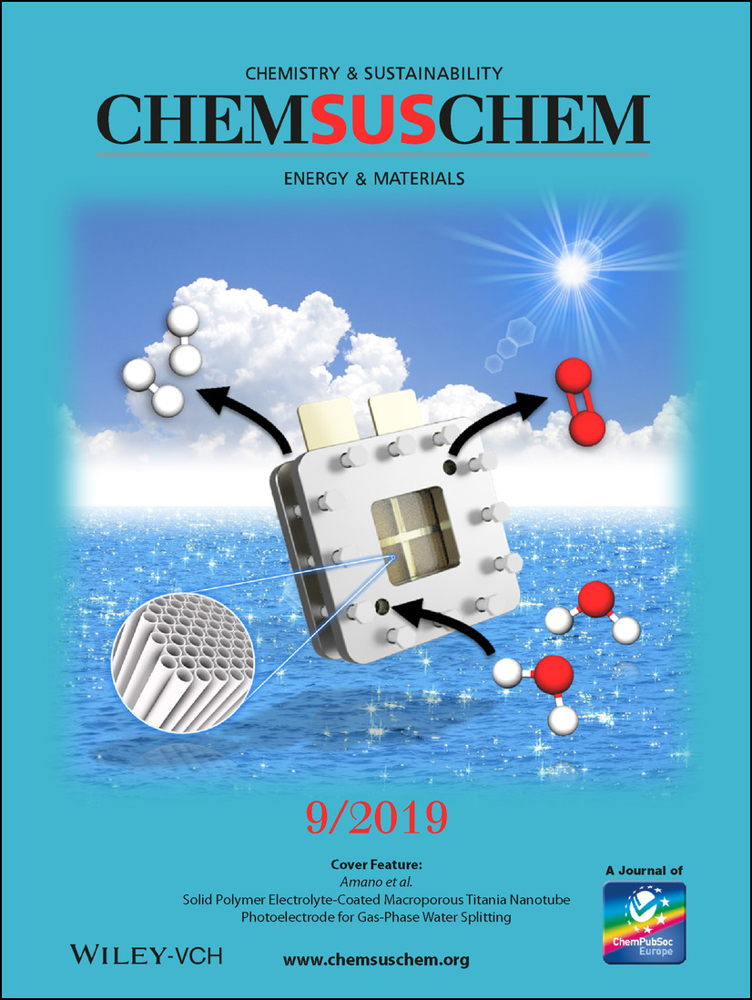 CHEMISTRY & SUSTAINABILITY
CHEMSUSCHEM
ENERGY & MATERIALS
9/2019
Cover Feature:
Amano et al.
Solid Polymer Electrolyte-Coated Macroporous Titania Nanotube
Photoelectrode for Gas-Phase Water Splitting
A Journal of
ChemPubSoc
Europe
WILEY-VCH
www.chemsuschem.org